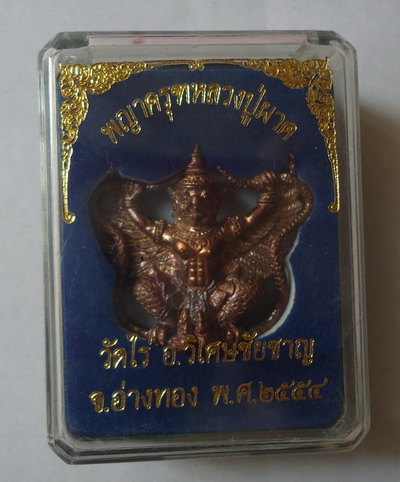 พญาครุฑหลวงปู่ผาด
วัดไร่ อ.วิเศษชัยชาญ
จ.อ่างทอง พ.ศ.๒๕๕๔